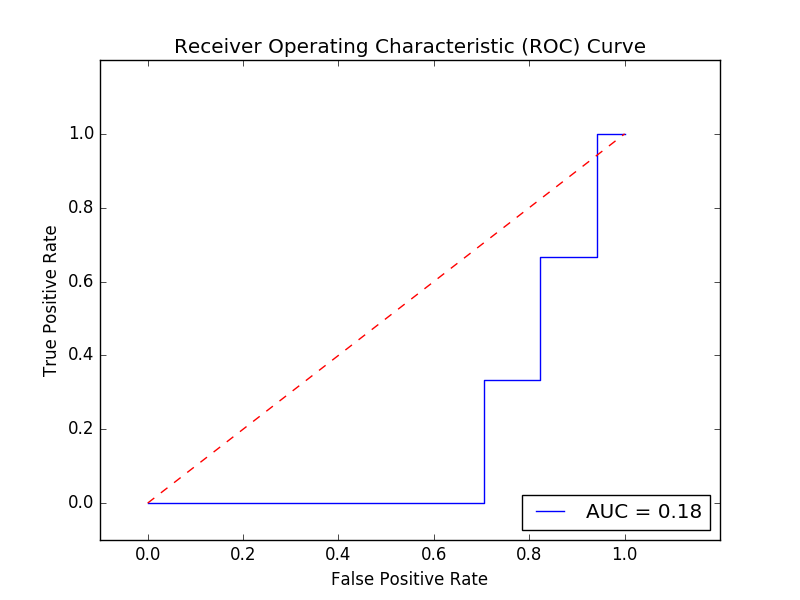 Receiver Operating Characteristic (ROC) Curve
1.0
0.8
0.6
0.4
0.2
0.0
True Positive Rate
AUC = 0.18
0.0 0.2 0.4 0.6 0.8 1.0
False Positive Rate